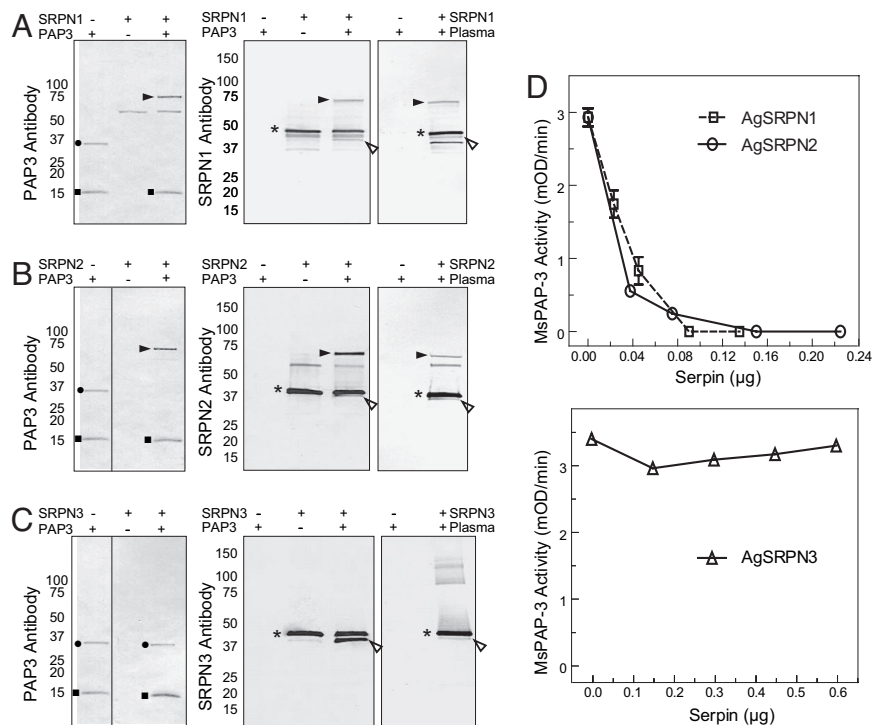 A
SRPN1 - + +
PAP3 + - +
- + +
+ - +
- + SRPN1
+ + Plasma
PAP3 Antibody
100
75
50
37
25
20
15
SRPN1 Antibody
150
100
75
50
37
25
20
15
*
*
B
SRPN2 - + +
PAP3 + - +
SRPN2 - + +
PAP3 + - +
- + SRPN2
+ + Plasma
PAP3 Antibody
100
75
50
37
25
20
15
SRPN2 Antibody
150
100
75
50
37
25
20
15
*
*
C
SRPN3 - + +
PAP3 + - +
SRPN3 - + +
PAP3 + - +
- + SRPN3
+ + Plasma
PAP3 Antibody
100
75
50
37
25
20
15
SRPN3 Antibody
150
100
75
50
37
25
20
15
*
*
D
MsPAP-3 Activity (mOD/min)
3
2
1
0
AgSRPN1
AgSRPN2
0.00 0.04 0.08 0.12 0.16 0.20 0.24
Serpin (µg)
MsPAP-3 Activity (mOD/min)
3
2
1
0
AgSRPN3
0.0 0.1 0.2 0.3 0.4 0.5 0.6
Serpin (µg)